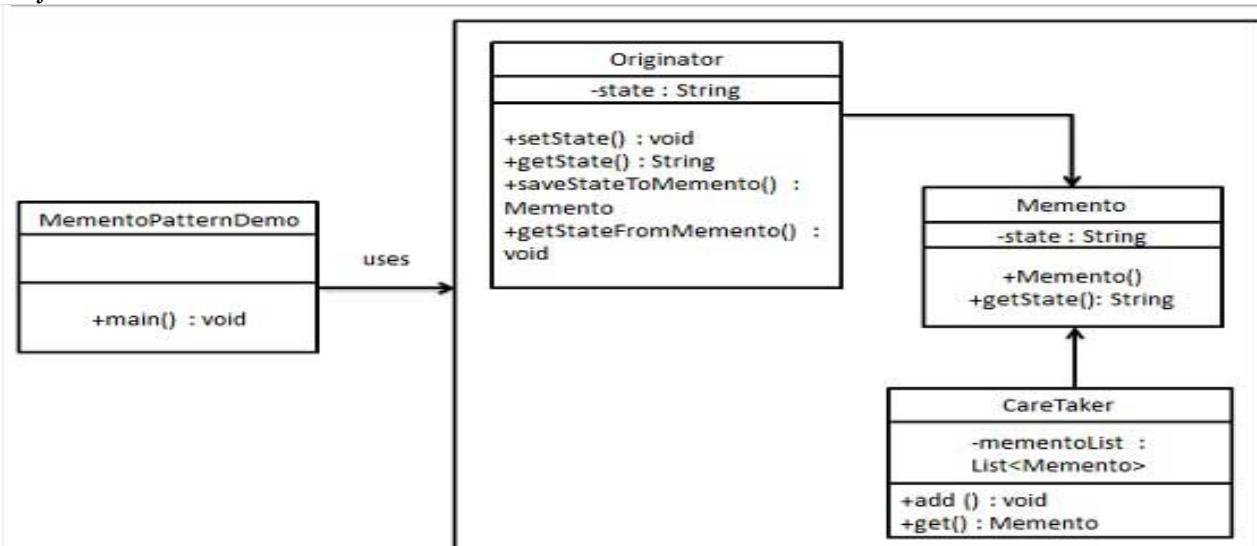 MementoPatternDemo
+main() : void
uses
Originator
-state : String
+setState() : void
+getState() : String
+saveStateToMemento() :
Memento
+getStateFromMemento() :
void
Memento
-state : String
+Memento()
+getState(): String
CareTaker
-mementoList :
List<Memento>
+add () : void
+get() : Memento